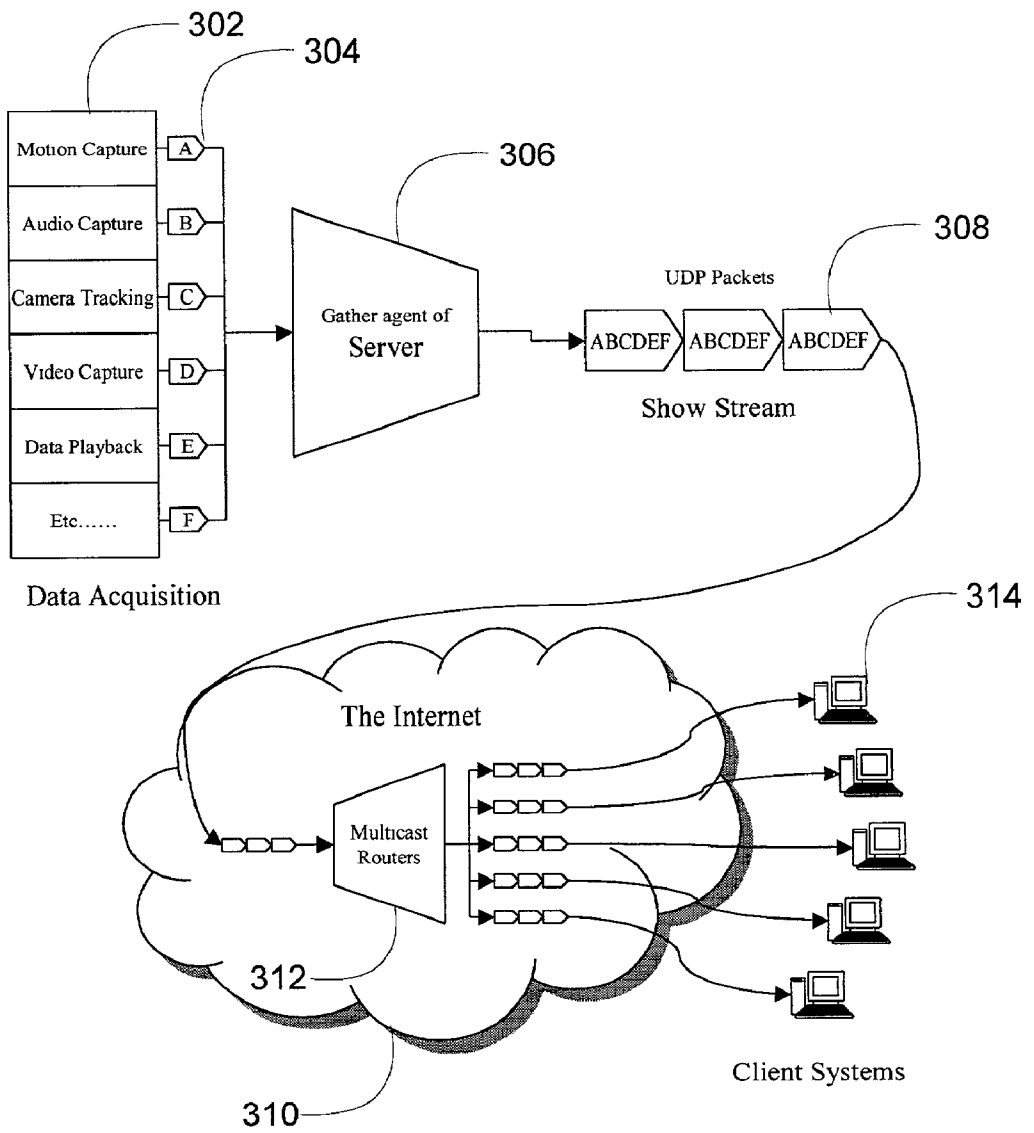 302
304
Motion Capture
A
306
Audio Capture
B
308
Camera Tracking
C
UDP Packets
Gather agent of
Server
ABCDEF
ABCDEF
ABCDEF
Video Capture
D
Show Stream
Data Playback
E
Etc......
F
Data Acquisition
314
The Internet
Multicast
Routers
312
Client Systems
310